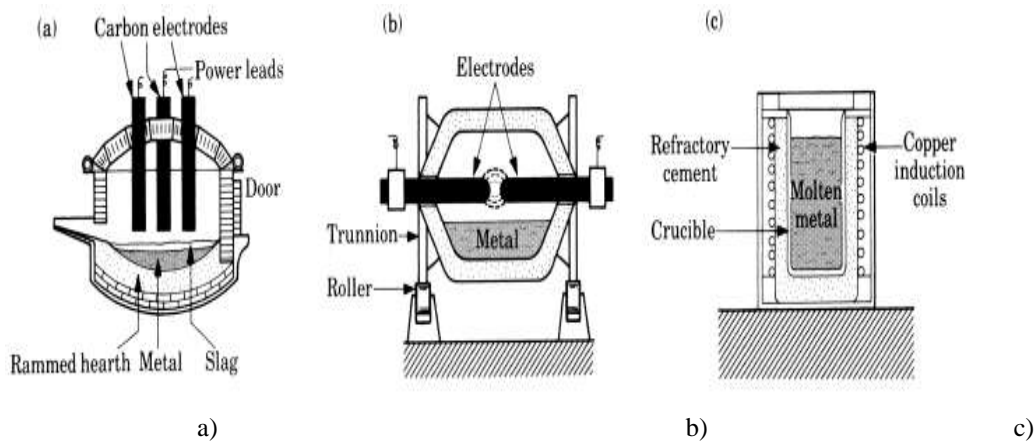 (a)
Carbon electrodes
Power leads
Door
Rammed hearth Metal Slag
(b)
Electrodes
Trunnion
Metal
Roller
(c)
Refractory
cement
Copper
induction
coils
Molten
metal
Crucible
a) b) c)